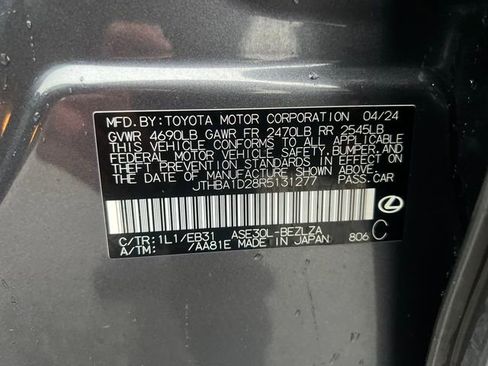 MFD. BY: TOYOTA MOTOR CORPORATION 04/24
GVWR 4690LB GAWR FR 2470LB RR 2545LB
THIS VEHICLE CONFORMS TO ALL APPLICABLE
FEDERAL MOTOR VEHICLE SAFETY, BUMPER, AND
THEFT PREVENTION STANDARDS IN EFFECT ON
THE DATE OF MANUFACTURE SHOWN ABOVE.
JTHBA1D28R5131277 PASS. CAR
C/TR: 1L1/EB31 ASE30L-BEZLZA
A/TM: /AA81E MADE IN JAPAN 806 C